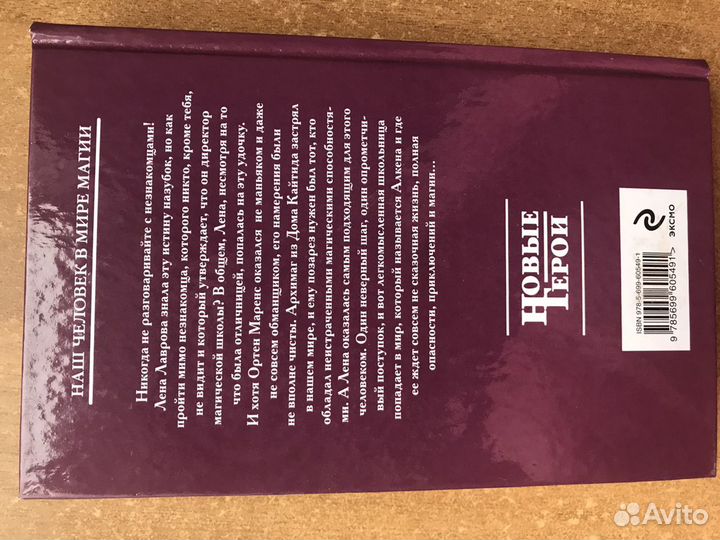 НАШ ЧЕЛОВЕК В МИРЕ МАГИИ
Никогда не разговаривайте с незнакомцами!
Лена Лаврова знала эту истину назубок, но как
пройти мимо незнакомца, которого никто, кроме тебя,
не видит и который утверждает, что он директор
магической школы? В общем, Лена, несмотря на то
что была отличницей, попалась на эту удочку.
И хотя Ортен Маренс оказался не маньяком и даже
не совсем обманщиком, его намерения были
не вполне чисты. Архимаг из Дома Кайтида застрял
в нашем мире, и ему позарез нужен был тот, кто
обладал неистраченными магическими способностя-
ми. А Лена оказалась самым подходящим для этого
человеком. Один неверный шаг, один опрометчи-
вый поступок, и вот легкомысленная школьница
попадает в мир, который называется Алкена и где
ее ждет совсем не сказочная жизнь, полная
опасности, приключений и магии...
НОВЫЕ
ГЕРОИ
ЭКСМО
ISBN 978-5-699-60549-1
9 785699 605491 >
Avito